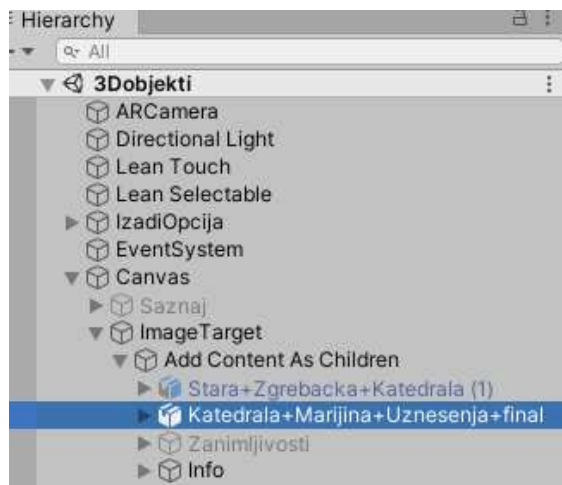 Hierarchy
All
3Dobjekti
ARCamera
Directional Light
Lean Touch
Lean Selectable
IzadiOpcija
EventSystem
Canvas
Saznaj
ImageTarget
Add Content As Children
Stara+Zgrebacka+Katedrala (1)
Katedrala+Marijina+Uznesenja+final
Zanimljivosti
Info